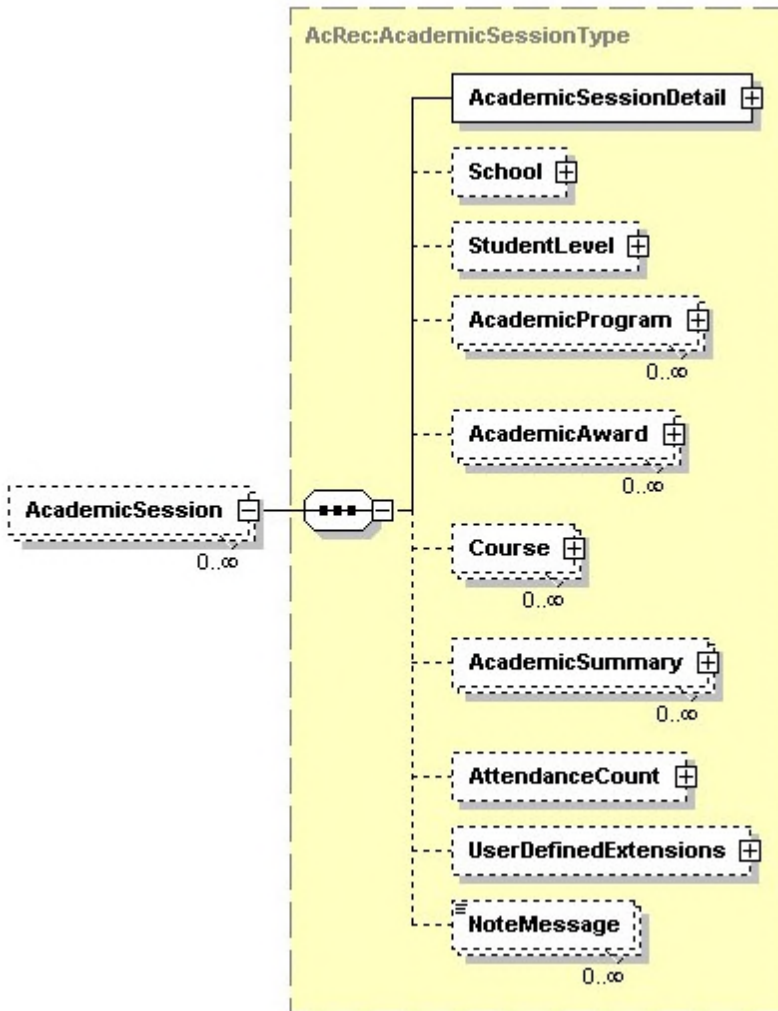 AcRec:AcademicSessionType
AcademicSessionDetail
School
StudentLevel
AcademicProgram
0..∞
AcademicAward
0..∞
AcademicSession
0..∞
Course
0..∞
AcademicSummary
0..∞
AttendanceCount
UserDefinedExtensions
NoteMessage
0..∞